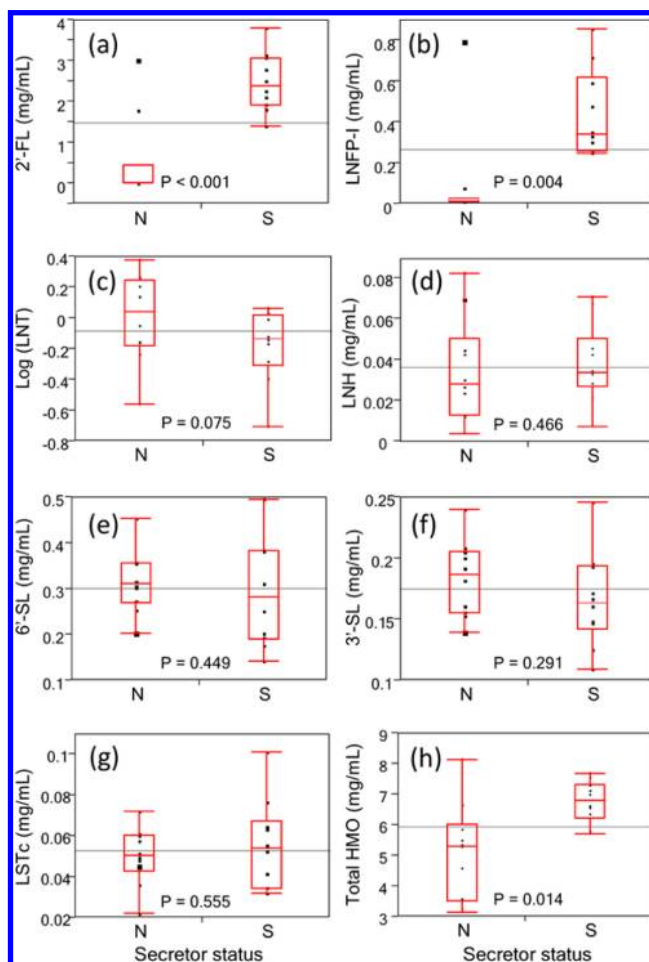 (a)
2'-FL (mg/mL)
4
3
2
1
0
P < 0.001
N
S
(b)
LNFP-I (mg/mL)
0.8
0.6
0.4
0.2
0
P = 0.004
N
S
(c)
Log (LNT)
0.4
0.2
0
-0.2
-0.4
-0.6
-0.8
P = 0.075
N
S
(d)
LNH (mg/mL)
0.08
0.06
0.04
0.02
0
P = 0.466
N
S
(e)
6'-SL (mg/mL)
0.5
0.4
0.3
0.2
0.1
P = 0.449
N
S
(f)
3'-SL (mg/mL)
0.25
0.20
0.15
0.1
P = 0.291
N
S
(g)
LSTc (mg/mL)
0.1
0.08
0.06
0.04
0.02
P = 0.555
N
S
Secretor status
(h)
Total HMO (mg/mL)
9
8
7
6
5
4
3
P = 0.014
N
S
Secretor status